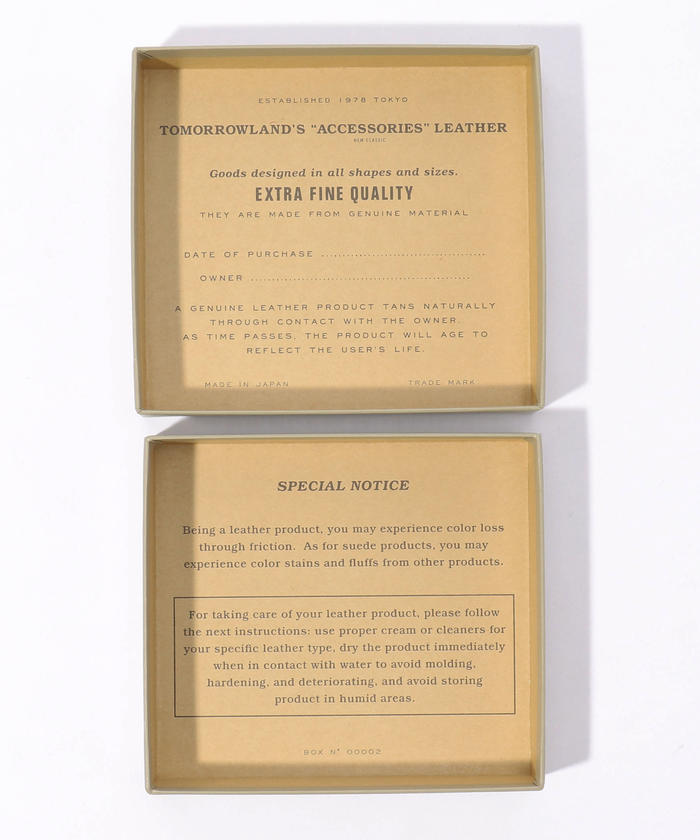 ESTABLISHED 1978 TOKYO
TOMORROWLAND'S "ACCESSORIES" LEATHER
NEW CLASSIC
Goods designed in all shapes and sizes.
EXTRA FINE QUALITY
THEY ARE MADE FROM GENUINE MATERIAL
DATE OF PURCHASE ........................................
OWNER .....................................................
A GENUINE LEATHER PRODUCT TANS NATURALLY
THROUGH CONTACT WITH THE OWNER.
AS TIME PASSES, THE PRODUCT WILL AGE TO
REFLECT THE USER'S LIFE.
MADE IN JAPAN TRADE MARK
SPECIAL NOTICE
Being a leather product, you may experience color loss
through friction. As for suede products, you may
experience color stains and fluffs from other products.
For taking care of your leather product, please follow
the next instructions: use proper cream or cleaners for
your specific leather type, dry the product immediately
when in contact with water to avoid molding,
hardening, and deteriorating, and avoid storing
product in humid areas.
BOX N° 00002